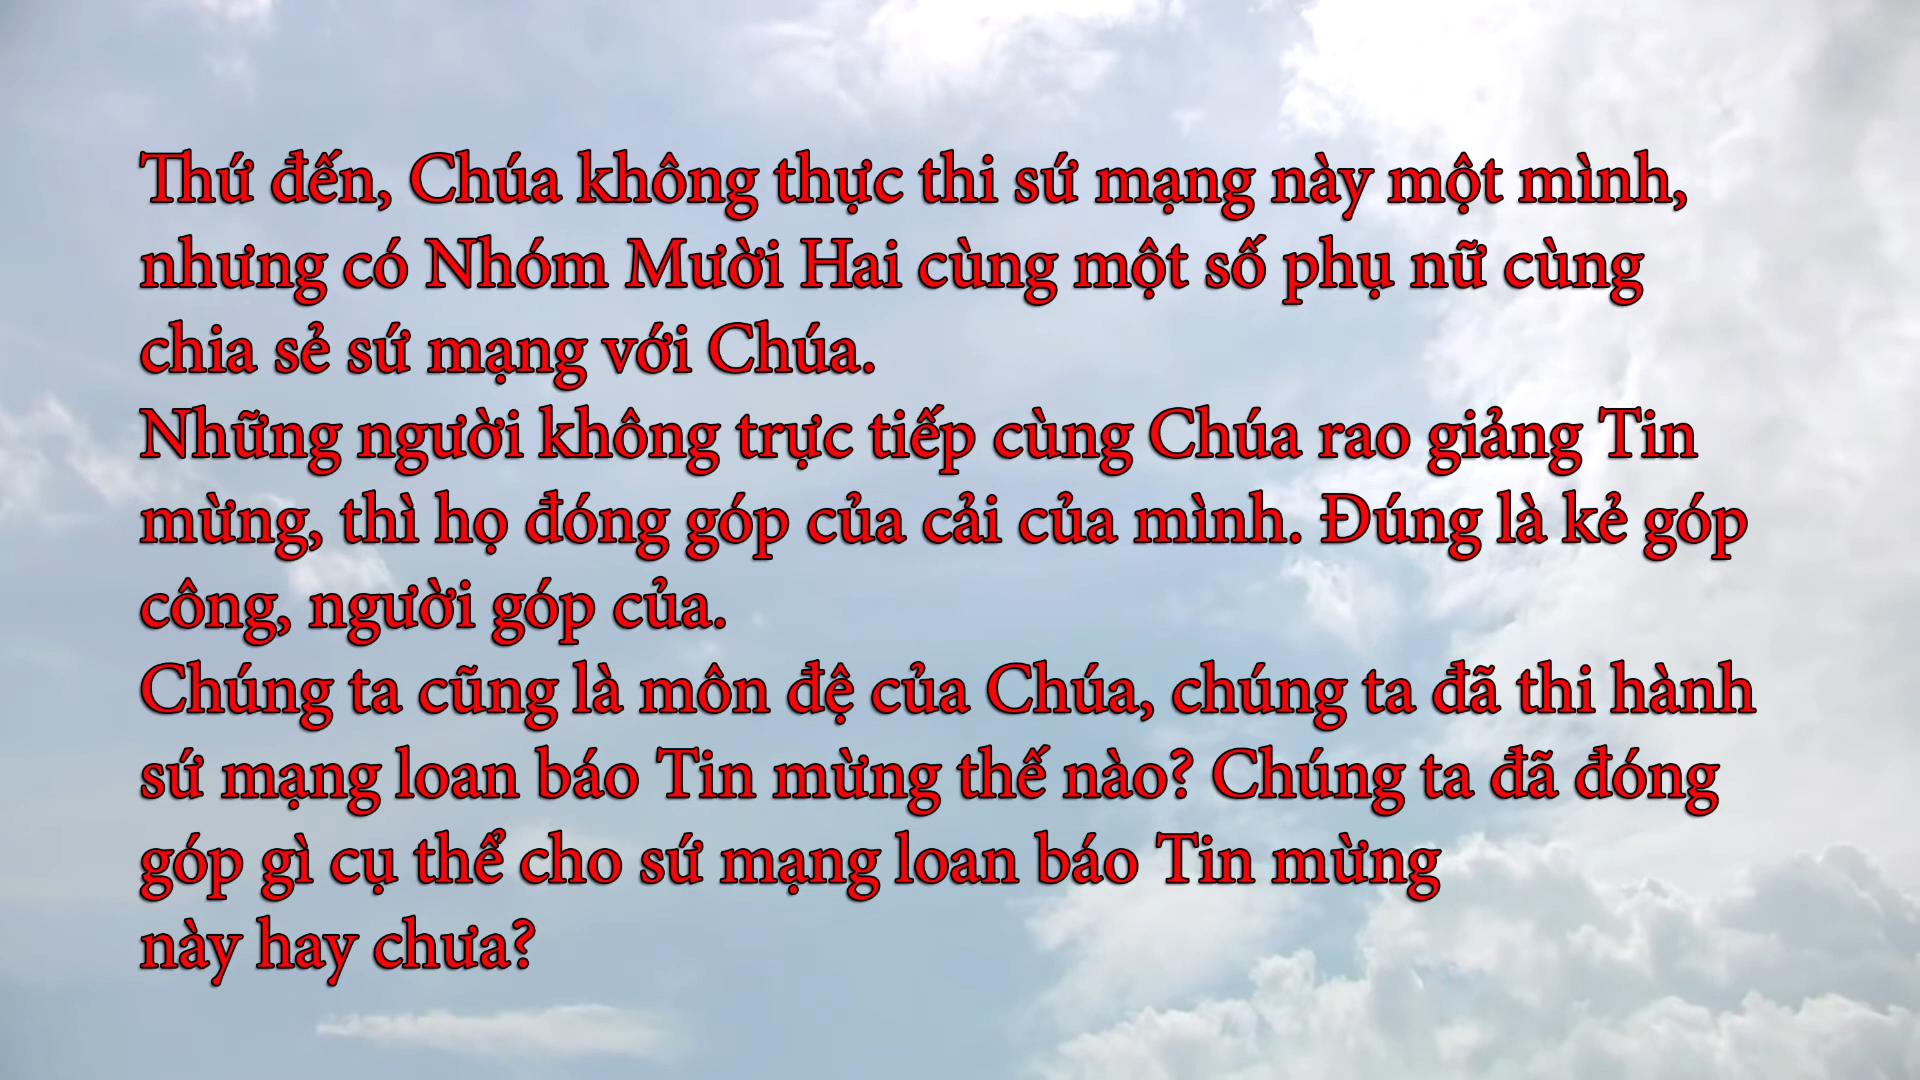 Thứ đến, Chúa không thực thi sứ mạng này một mình,
nhưng có Nhóm Mười Hai cùng một số phụ nữ cùng
chia sẻ sứ mạng với Chúa.
Những người không trực tiếp cùng Chúa rao giảng Tin
mừng, thì họ đóng góp của cải của mình. Đúng là kẻ góp
công, người góp của.
Chúng ta cũng là môn đệ của Chúa, chúng ta đã thi hành
sứ mạng loan báo Tin mừng thế nào? Chúng ta đã đóng
góp gì cụ thể cho sứ mạng loan báo Tin mừng
này hay chưa?